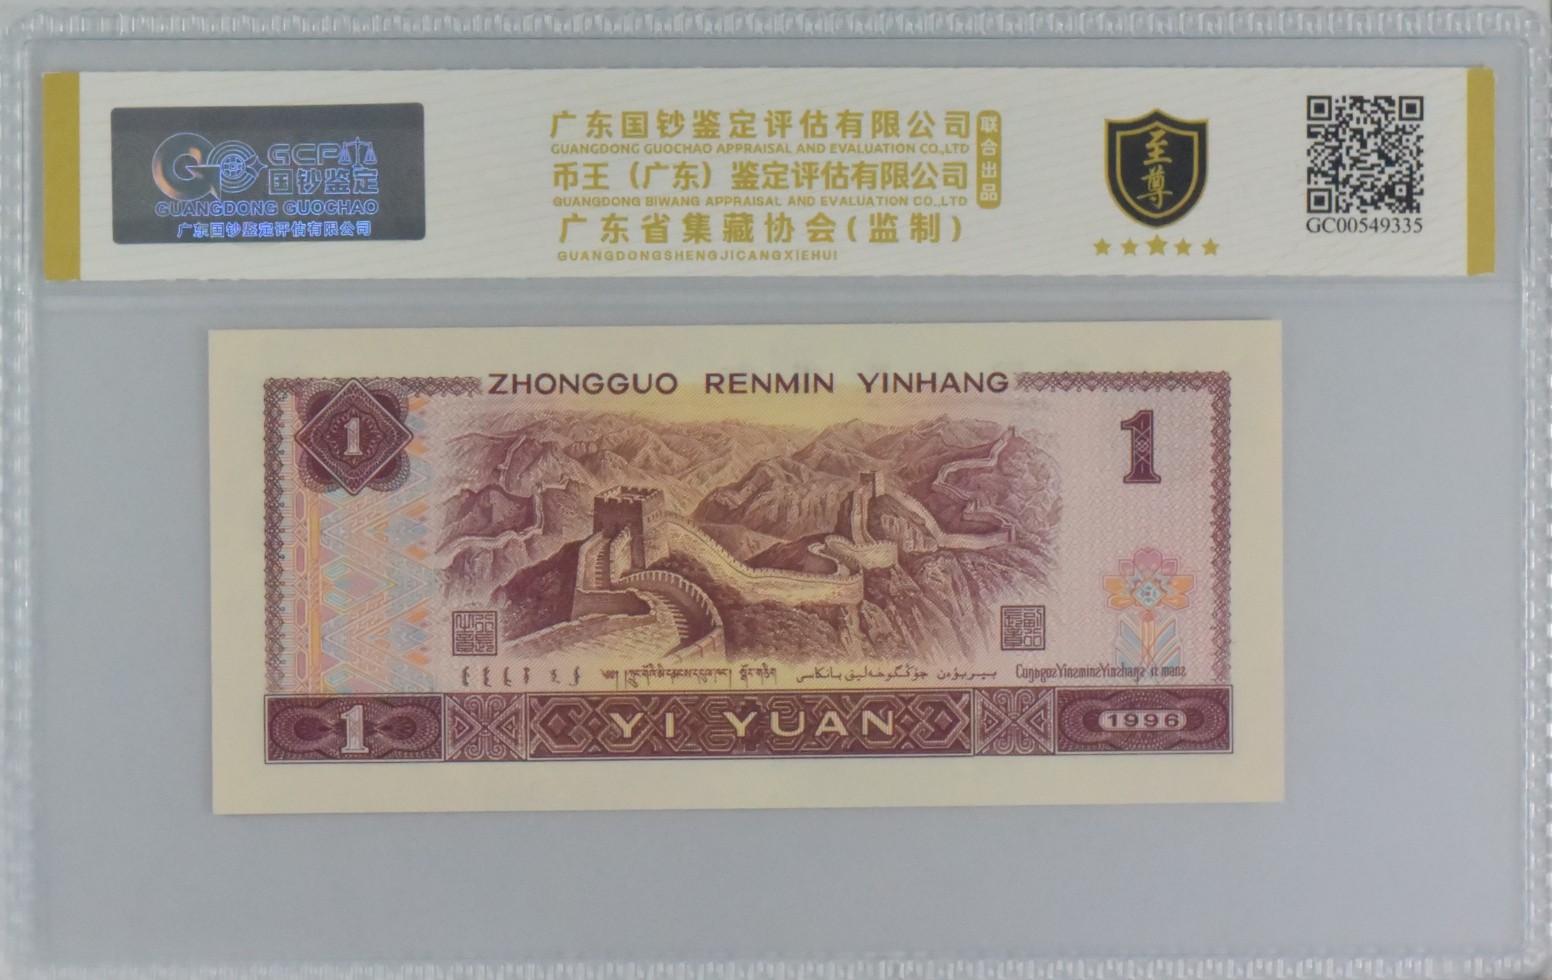 GCP
国钞鉴定
GUANGDONG GUOCHAO
广东国钞鉴定评估有限公司
广东国钞鉴定评估有限公司
GUANGDONG GUOCHAO APPRAISAL AND EVALUATION CO.,LTD
币王（广东）鉴定评估有限公司
GUANGDONG BIWANG APPRAISAL AND EVALUATION CO.,LTD
广东省集藏协会(监制)
GUANGDONGSHENGJICANGXIEHUI
联合出品
至尊
GC00549335
ZHONGGUO RENMIN YINHANG
1
1
1
YI YUAN
1996